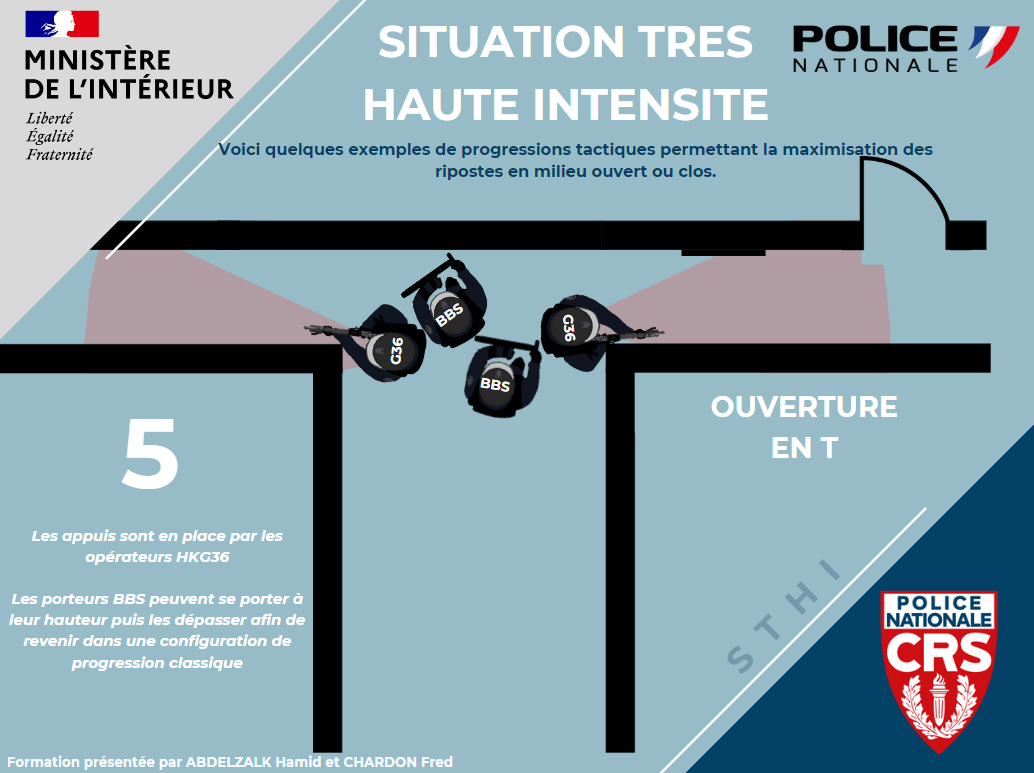 MINISTÈRE
DE L'INTÉRIEUR
Liberté
Égalité
Fraternité
SITUATION TRES
HAUTE INTENSITE
POLICE
NATIONALE
Voici quelques exemples de progressions tactiques permettant la maximisation des
ripostes en milieu ouvert ou clos.
BBS
G36
G36
BBS
OUVERTURE
EN T
5
Les appuis sont en place par les
opérateurs HKG36
Les porteurs BBS peuvent se porter à
leur hauteur puis les dépasser afin de
revenir dans une configuration de
progression classique
STHI
POLICE
NATIONALE
CRS
Formation présentée par ABDELZALK Hamid et CHARDON Fred